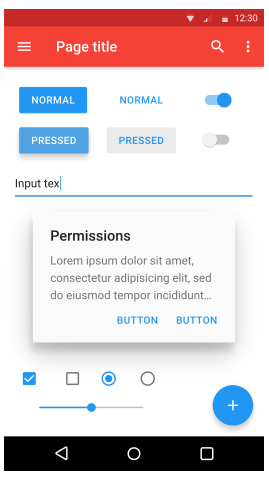 12:30
Page title
NORMAL NORMAL
PRESSED PRESSED
Input tex
Permissions
Lorem ipsum dolor sit amet,
consectetur adipisicing elit, sed
do eiusmod tempor incididunt...
BUTTON BUTTON